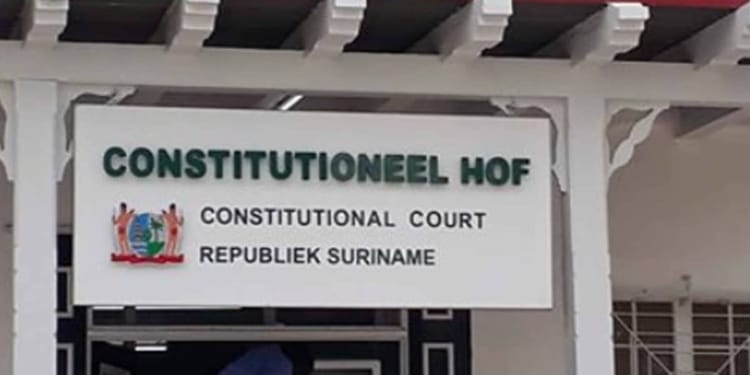 CONSTITUTIONEEL HOF
CONSTITUTIONAL COURT
REPUBLIEK SURINAME